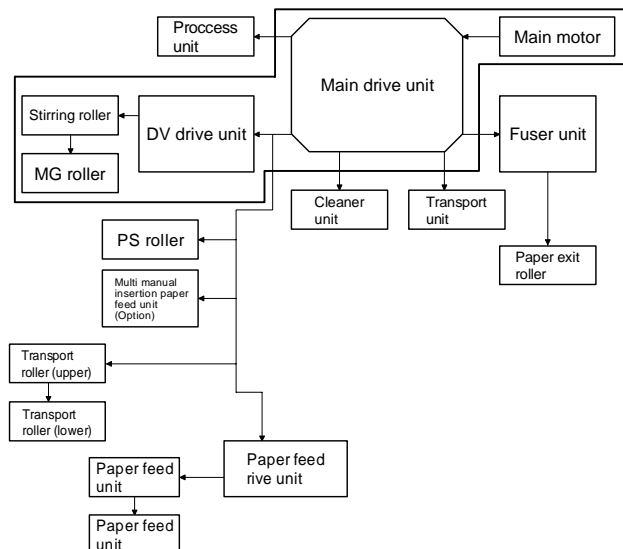 Proccess
unit
Main drive unit
Main motor
Stirring roller
DV drive unit
Fuser unit
MG roller
Cleaner
unit
Transport
unit
PS roller
Paper exit
roller
Multi manual
insertion paper
feed unit
(Option)
Transport
roller (upper)
Transport
roller (lower)
Paper feed
rive unit
Paper feed
unit
Paper feed
unit